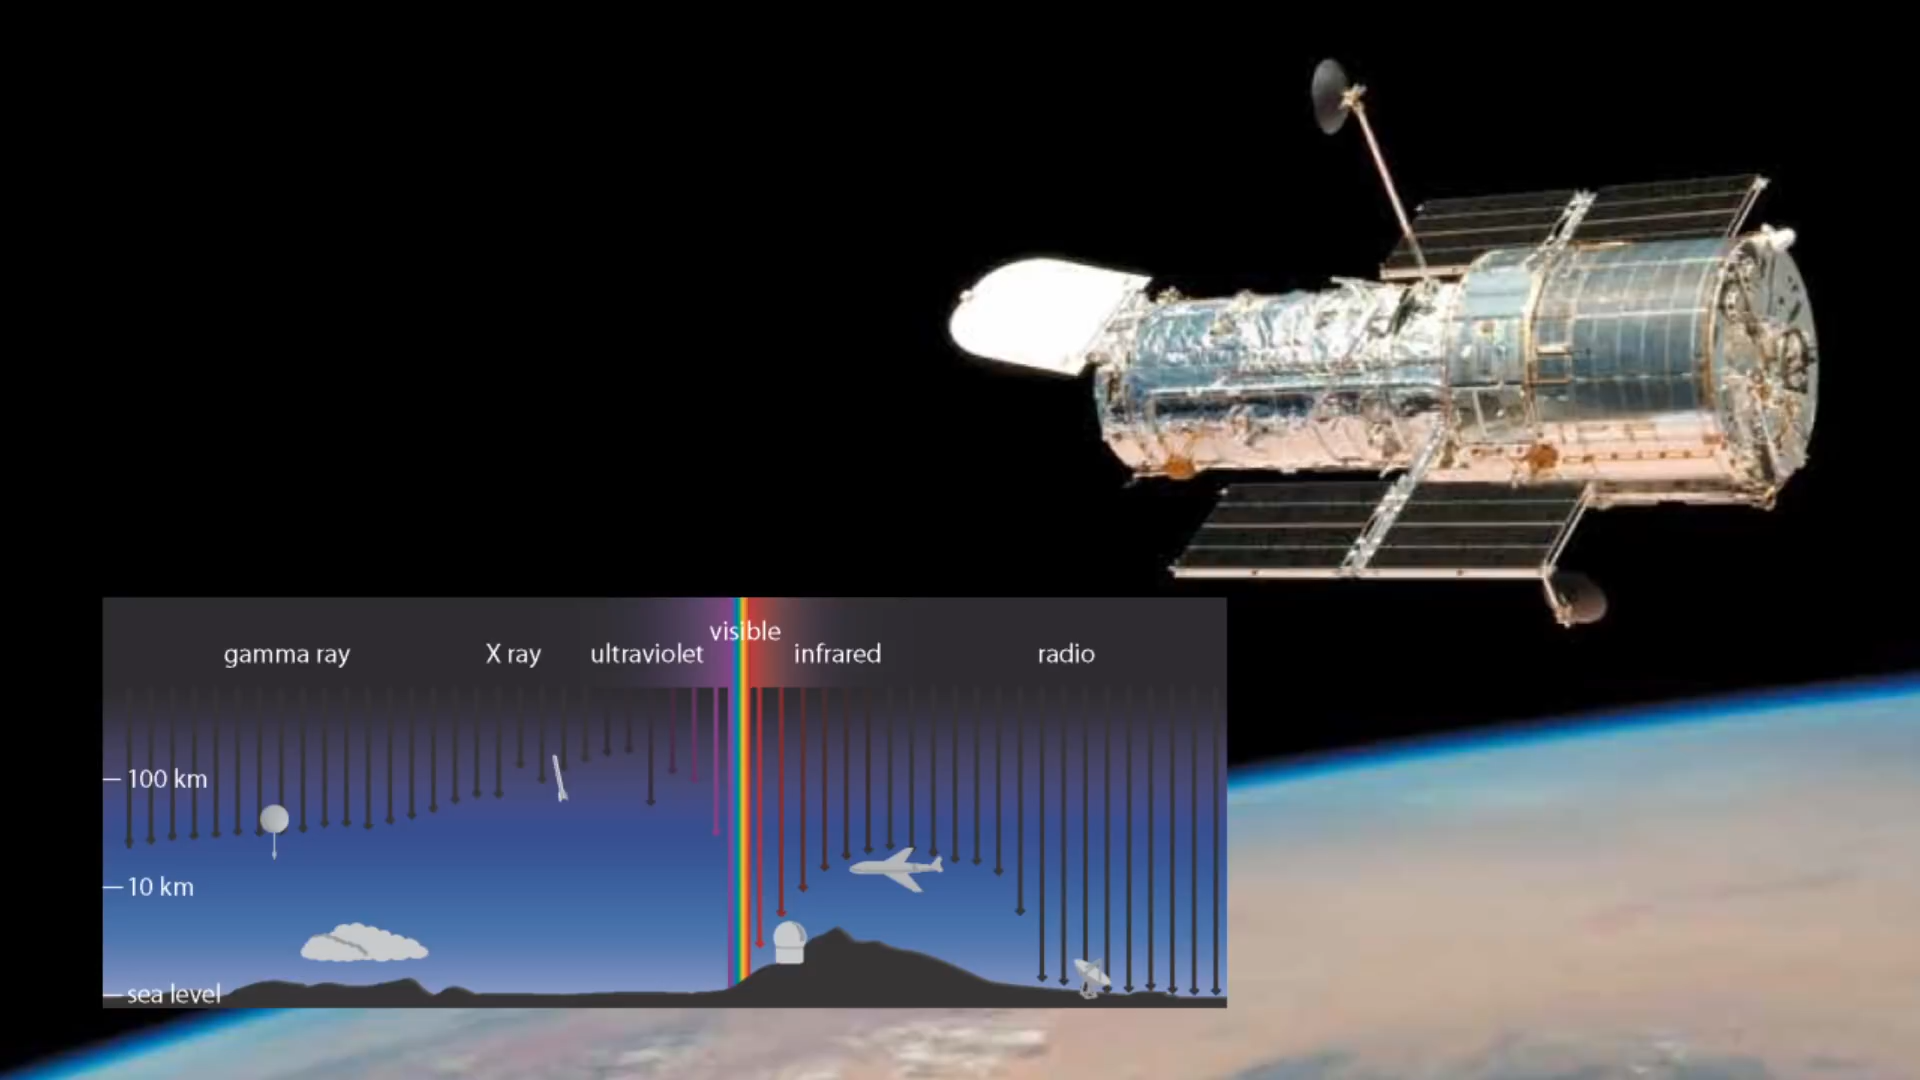 visible
gamma ray X ray ultraviolet infrared radio
100 km
10 km
sea level